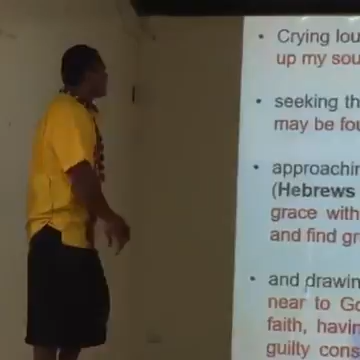 • Crying lou
up my sou
• seeking th
may be fou
• approachin
(Hebrews
grace with
and find gr
• and drawin
near to Go
faith, havin
guilty cons